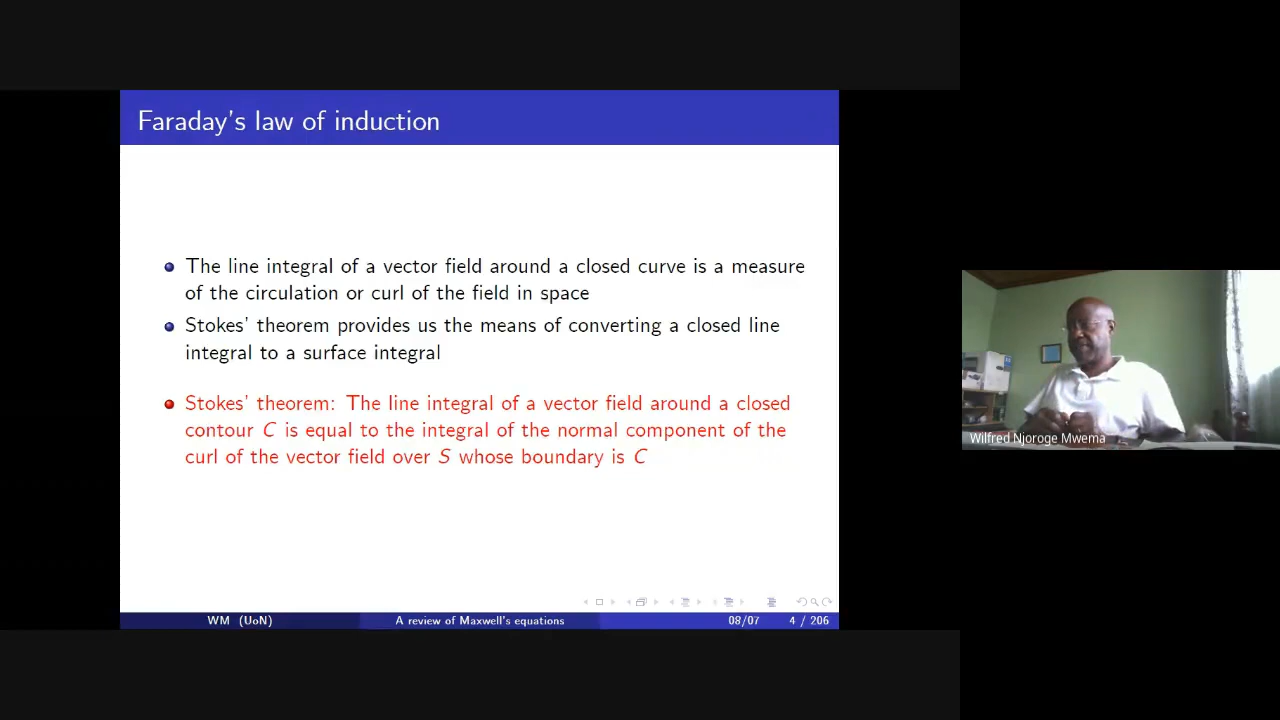 Faraday's law of induction
The line integral of a vector field around a closed curve is a measure
of the circulation or curl of the field in space
Stokes' theorem provides us the means of converting a closed line
integral to a surface integral
Stokes' theorem: The line integral of a vector field around a closed
contour C is equal to the integral of the normal component of the
curl of the vector field over S whose boundary is C
WM (UoN) A review of Maxwell's equations 08/07 4 / 206
Wilfred Njoroge Mwema